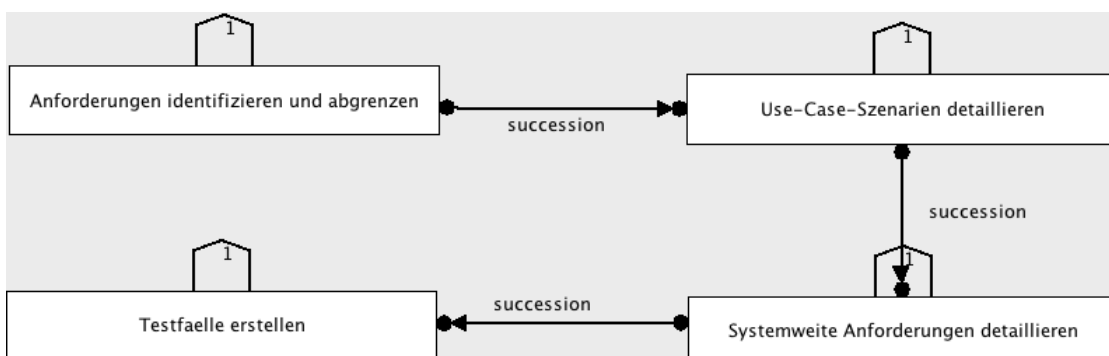 1
1
Anforderungen identifizieren und abgrenzen
Use-Case-Szenarien detaillieren
succession
succession
1
1
Testfaelle erstellen
succession
Systemweite Anforderungen detaillieren